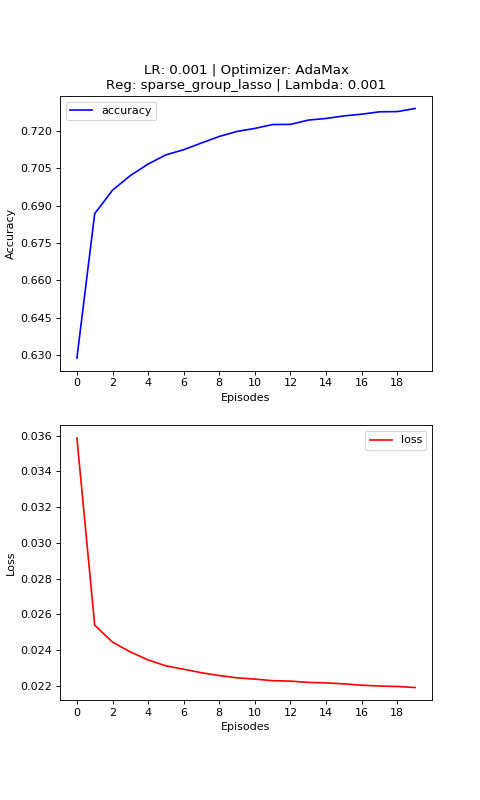 LR: 0.001 | Optimizer: AdaMax
Reg: sparse_group_lasso | Lambda: 0.001
accuracy
0.720
0.705
0.690
0.675
0.660
0.645
0.630
Accuracy
0 2 4 6 8 10 12 14 16 18
Episodes
loss
0.036
0.034
0.032
0.030
0.028
0.026
0.024
0.022
Loss
0 2 4 6 8 10 12 14 16 18
Episodes